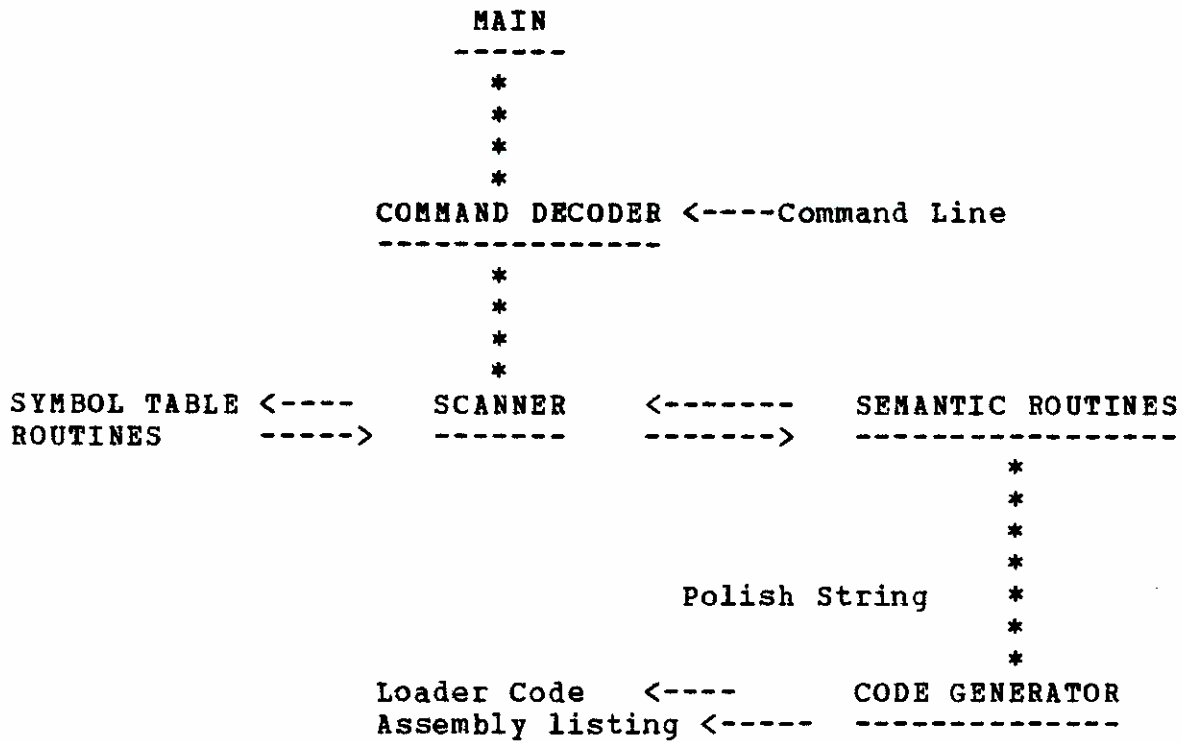 MAIN
------
*
*
*
*
COMMAND DECODER <----Command Line
---------------
*
*
*
*
SYMBOL TABLE <---- SCANNER <------- SEMANTIC ROUTINES
ROUTINES -----> ------- -------> -----------------
*
*
*
*
Polish String *
*
*
Loader Code <---- CODE GENERATOR
Assembly listing <----- --------------